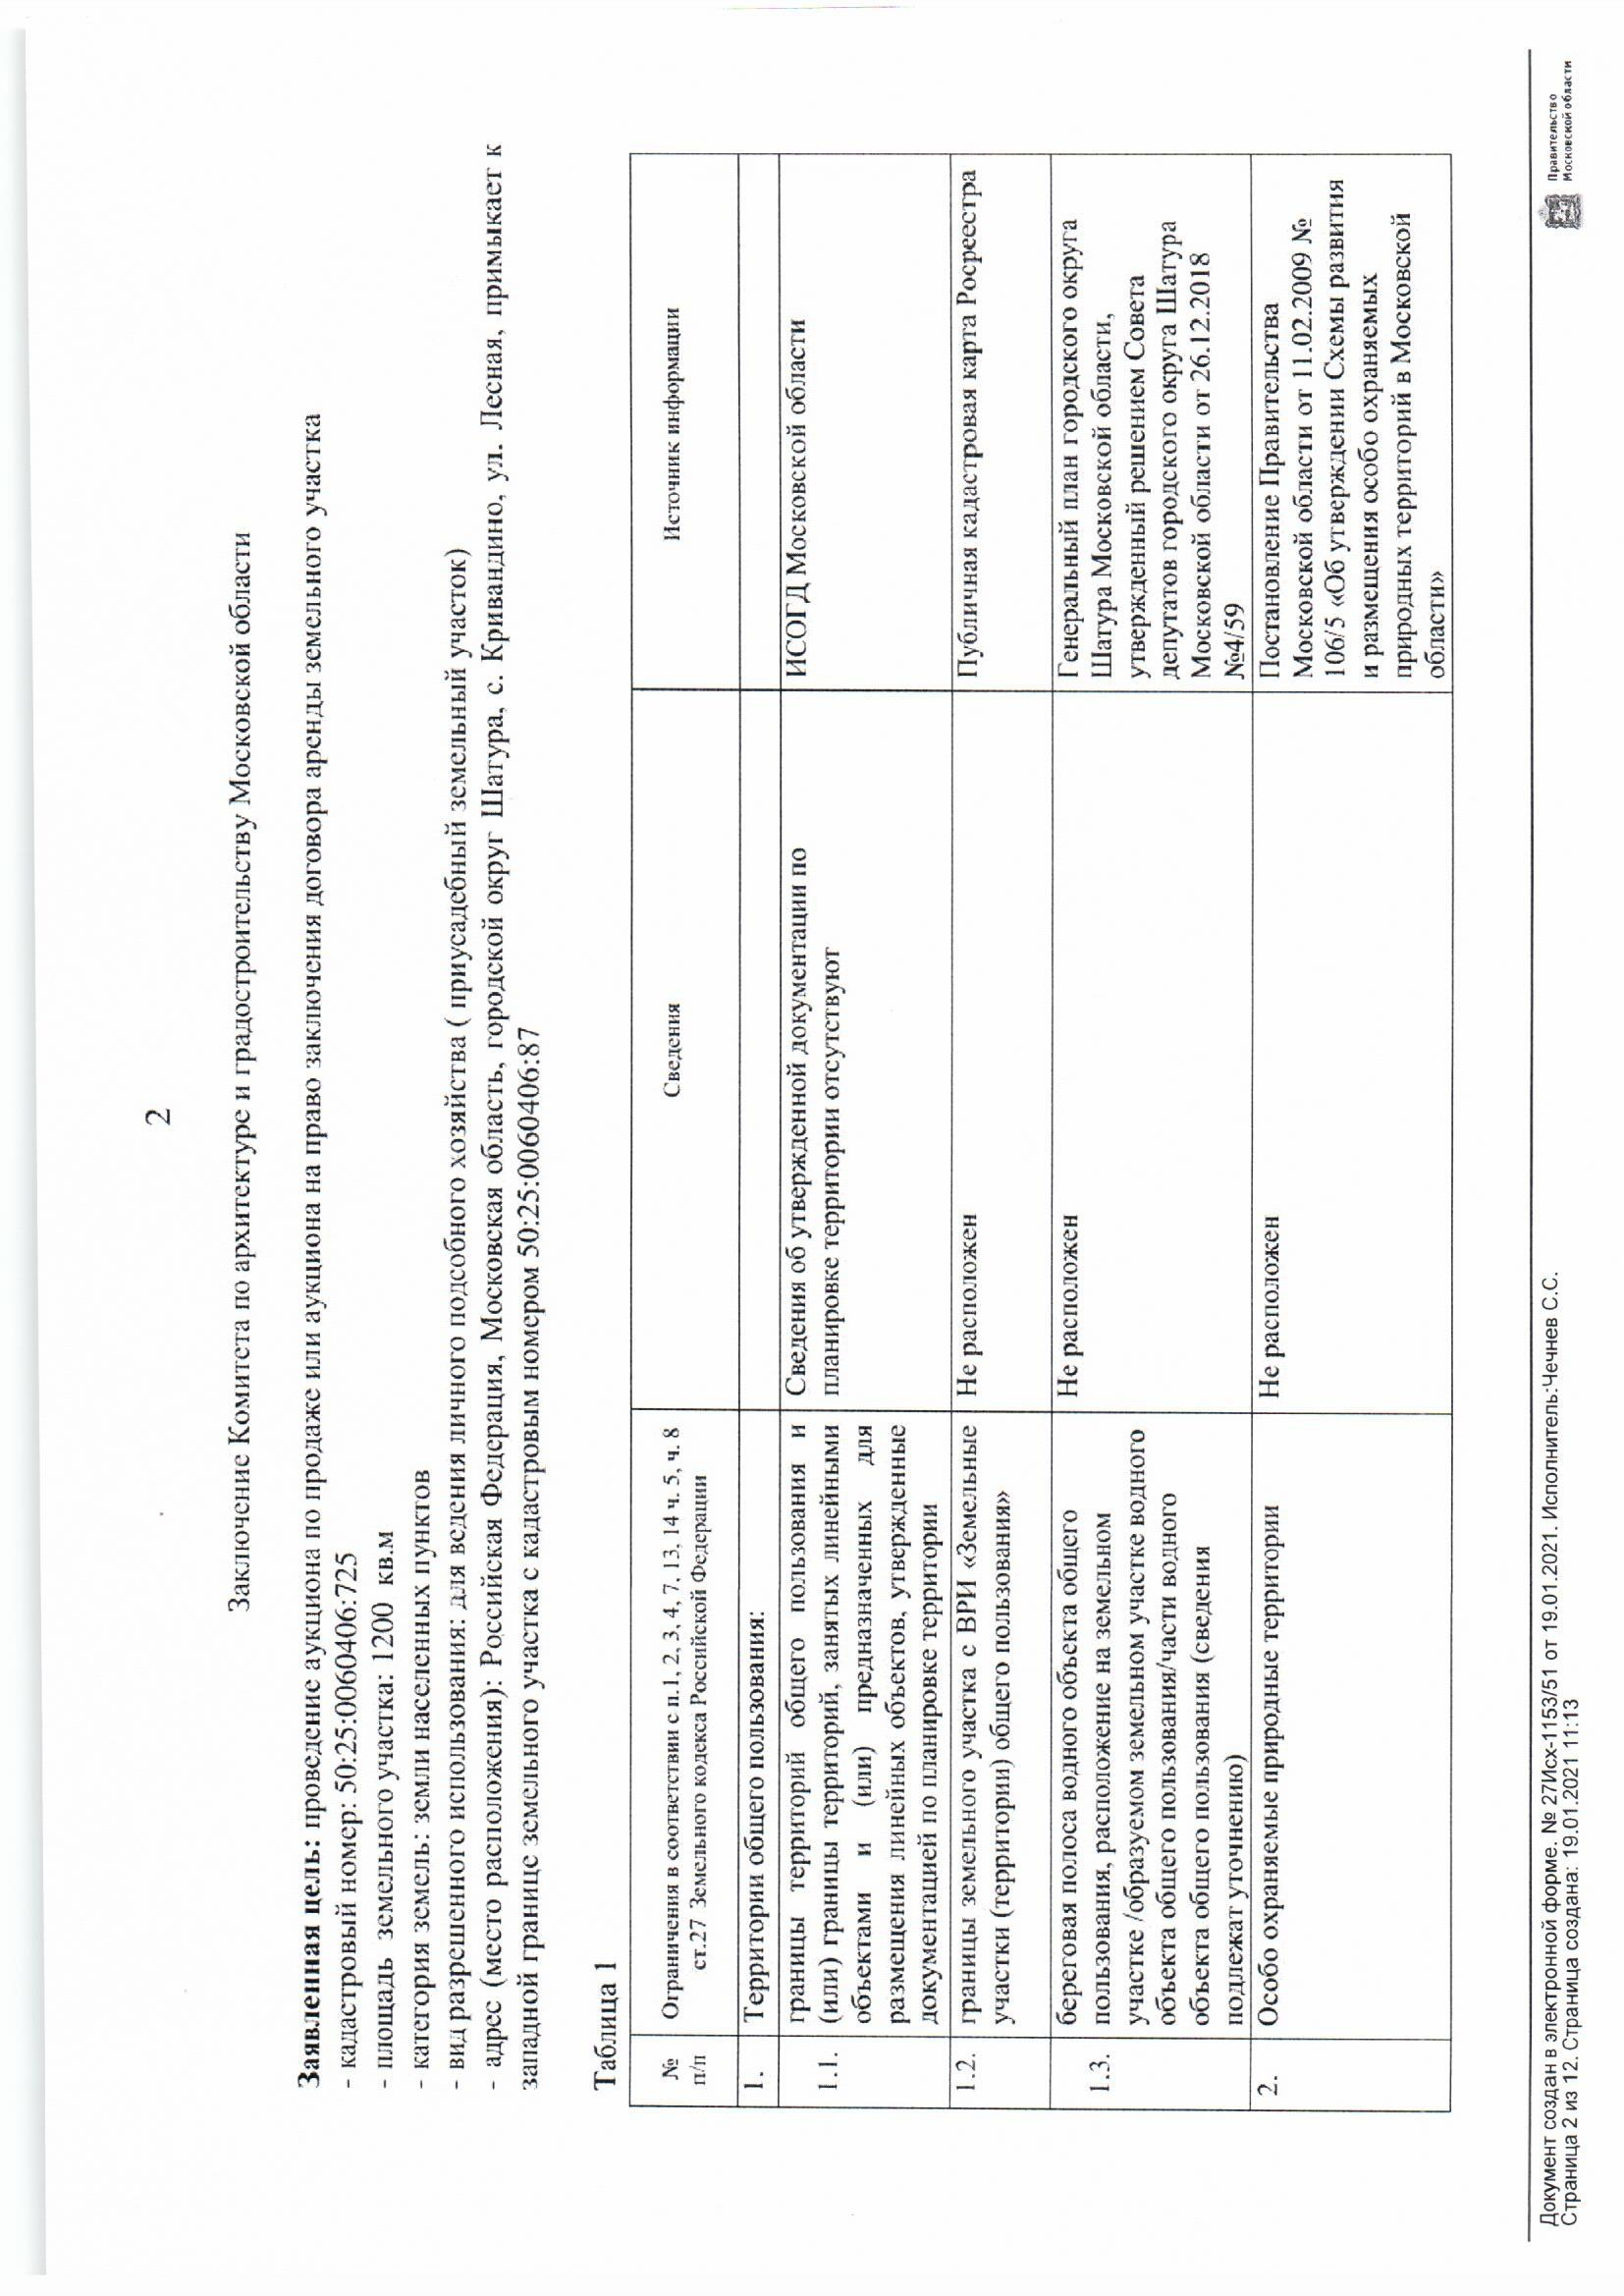 2
Заключение Комитета по архитектуре и градостроительству Московской области
Заявленная цель: проведение аукциона по продаже или аукциона на право заключения договора аренды земельного участка
- кадастровый номер: 50:25:0060406:725
- площадь земельного участка: 1200 кв.м
- категория земель: земли населенных пунктов
- вид разрешенного использования: для ведения личного подсобного хозяйства ( приусадебный земельный участок)
- адрес (место расположения): Российская Федерация, Московская область, городской округ Шатура, с. Кривандино, ул. Лесная, примыкает к
западной границе земельного участка с кадастровым номером 50:25:0060406:87
Таблица 1
№
п/п
Ограничения в соответствии с п.1, 2, 3, 4, 7, 13, 14 ч. 5, ч. 8
ст.27 Земельного кодекса Российской Федерации
Сведения
Источник информации
1.
Территории общего пользования:
1.1.
границы территорий общего пользования и
(или) границы территорий, занятых линейными
объектами и (или) предназначенных для
размещения линейных объектов, утвержденные
документацией по планировке территории
Сведения об утвержденной документации по
планировке территории отсутствуют
ИСОГД Московской области
1.2.
границы земельного участка с ВРИ «Земельные
участки (территории) общего пользования»
Не расположен
Публичная кадастровая карта Росреестра
1.3.
береговая полоса водного объекта общего
пользования, расположение на земельном
участке /образуемом земельном участке водного
объекта общего пользования/части водного
объекта общего пользования (сведения
подлежат уточнению)
Не расположен
Генеральный план городского округа
Шатура Московской области,
утвержденный решением Совета
депутатов городского округа Шатура
Московской области от 26.12.2018
№4/59
2.
Особо охраняемые природные территории
Не расположен
Постановление Правительства
Московской области от 11.02.2009 №
106/5 «Об утверждении Схемы развития
и размещения особо охраняемых
природных территорий в Московской
области»
Документ создан в электронной форме. № 27Исх-1153/51 от 19.01.2021. Исполнитель:Чечнев С.С.
Страница 2 из 12. Страница создана: 19.01.2021 11:13
Правительство
Московской области